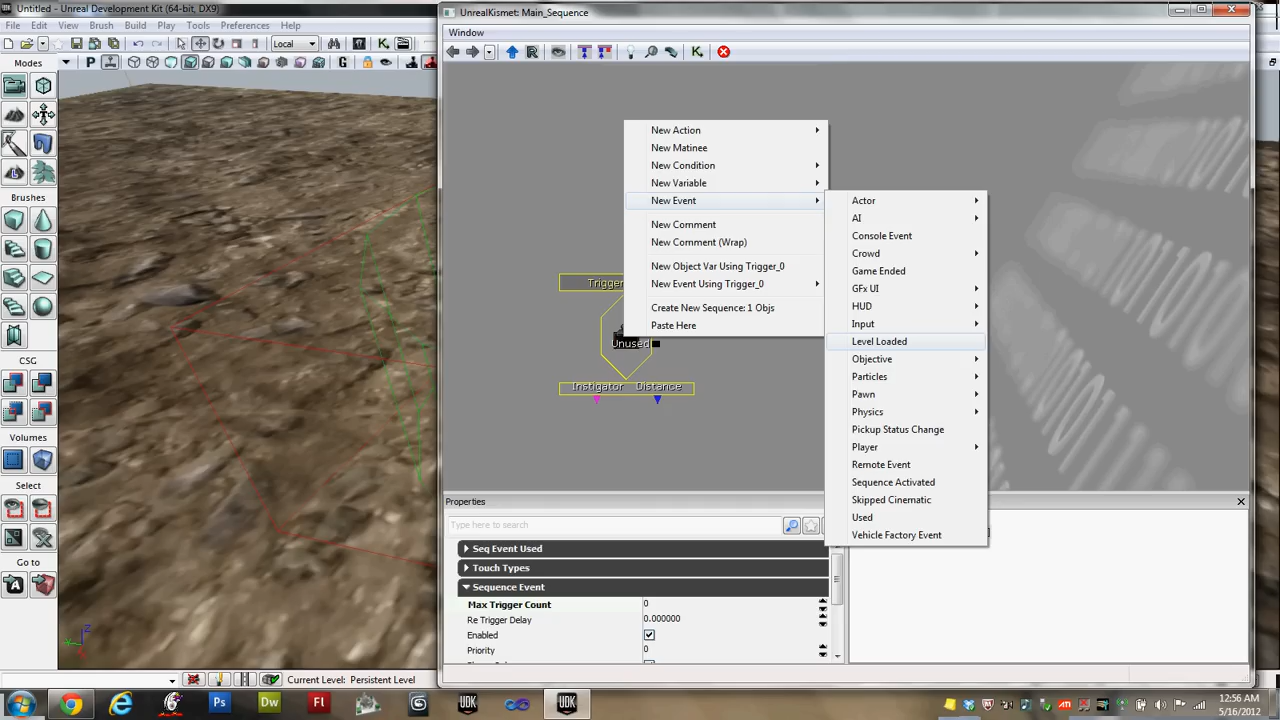 Untitled - Unreal Development Kit (64-bit, DX9)
File Edit View Brush Build Play Tools
Local
Modes
P
G
Brushes
CSG
Volumes
Select
Go to
Z
Current Level: Persistent Level
UnrealKismet: Main_Sequence
Window
R
K
Trigger
Unused
Instigator Distance
New Action
New Matinee
New Condition
New Variable
New Event
New Comment
New Comment (Wrap)
New Object Var Using Trigger_0
New Event Using Trigger_0
Create New Sequence: 1 Objs
Paste Here
Actor
AI
Console Event
Crowd
Game Ended
GFx UI
HUD
Input
Level Loaded
Objective
Particles
Pawn
Physics
Pickup Status Change
Player
Remote Event
Sequence Activated
Skipped Cinematic
Used
Vehicle Factory Event
Properties
Type here to search
Seq Event Used
Touch Types
Sequence Event
Max Trigger Count 0
Re Trigger Delay 0.000000
Enabled
Priority 0
Ps Dw Fl UDK UDK
12:56 AM
5/16/2012